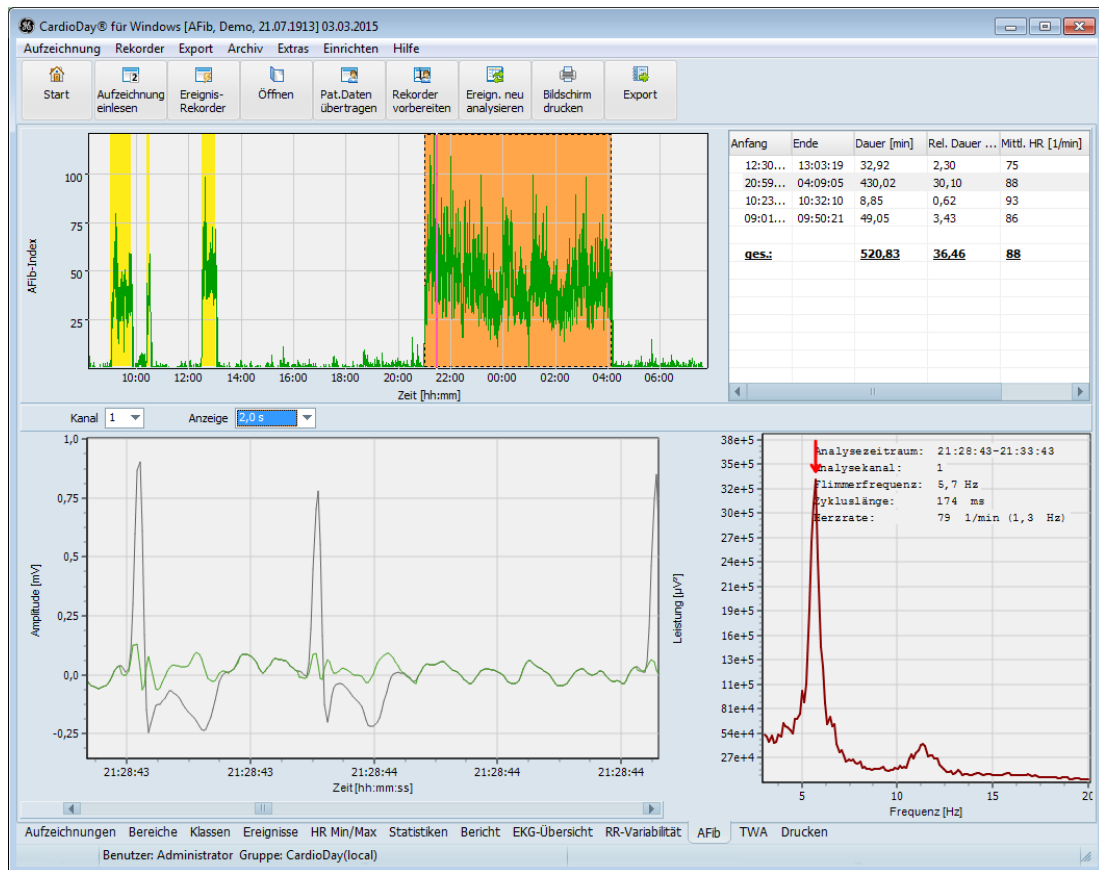 CardioDay® für Windows [AFib, Demo, 21.07.1913] 03.03.2015
Aufzeichnung Rekorder Export Archiv Extras Einrichten Hilfe
Start
Aufzeichnung einlesen
Ereignis-Rekorder
Öffnen
Pat.Daten übertragen
Rekorder vorbereiten
Ereign. neu analysieren
Bildschirm drucken
Export
AFib-Index
100
75
50
25
10:00 12:00 14:00 16:00 18:00 20:00 22:00 00:00 02:00 04:00 06:00
Zeit [hh:mm]
Anfang Ende Dauer [min] Rel. Dauer ... Mittl. HR [1/min]
12:30... 13:03:19 32,92 2,30 75
20:59... 04:09:05 430,02 30,10 88
10:23... 10:32:10 8,85 0,62 93
09:01... 09:50:21 49,05 3,43 86
ges.: 520,83 36,46 88
Kanal 1 Anzeige 2,0 s
Amplitude [mV]
1,0
0,75
0,5
0,25
0,0
-0,25
21:28:43 21:28:43 21:28:44 21:28:44 21:28:44
Zeit[hh:mm:ss]
Leistung [µV²]
38e+5
35e+5
32e+5
30e+5
27e+5
24e+5
21e+5
19e+5
16e+5
13e+5
11e+5
81e+4
54e+4
27e+4
Analysezeitraum: 21:28:43-21:33:43
Analysekanal: 1
Flimmerfrequenz: 5,7 Hz
Zykluslänge: 174 ms
Herzrate: 79 1/min (1,3 Hz)
5 10 15 20
Frequenz [Hz]
Aufzeichnungen Bereiche Klassen Ereignisse HR Min/Max Statistiken Bericht EKG-Übersicht RR-Variabilität AFib TWA Drucken
Benutzer: Administrator Gruppe: CardioDay(local)